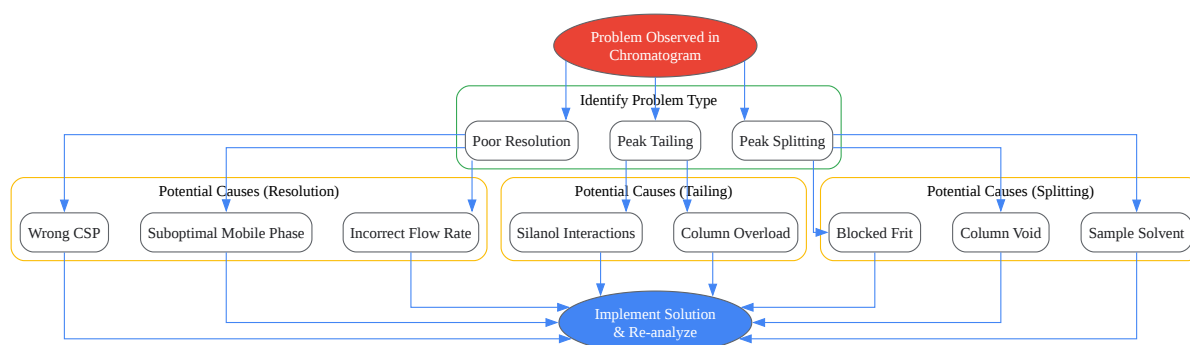 Problem Observed in
Chromatogram
Identify Problem Type
Poor Resolution
Peak Tailing
Peak Splitting
Potential Causes (Resolution)
Potential Causes (Tailing)
Potential Causes (Splitting)
Wrong CSP
Suboptimal Mobile Phase
Incorrect Flow Rate
Silanol Interactions
Column Overload
Blocked Frit
Column Void
Sample Solvent
Implement Solution
& Re-analyze